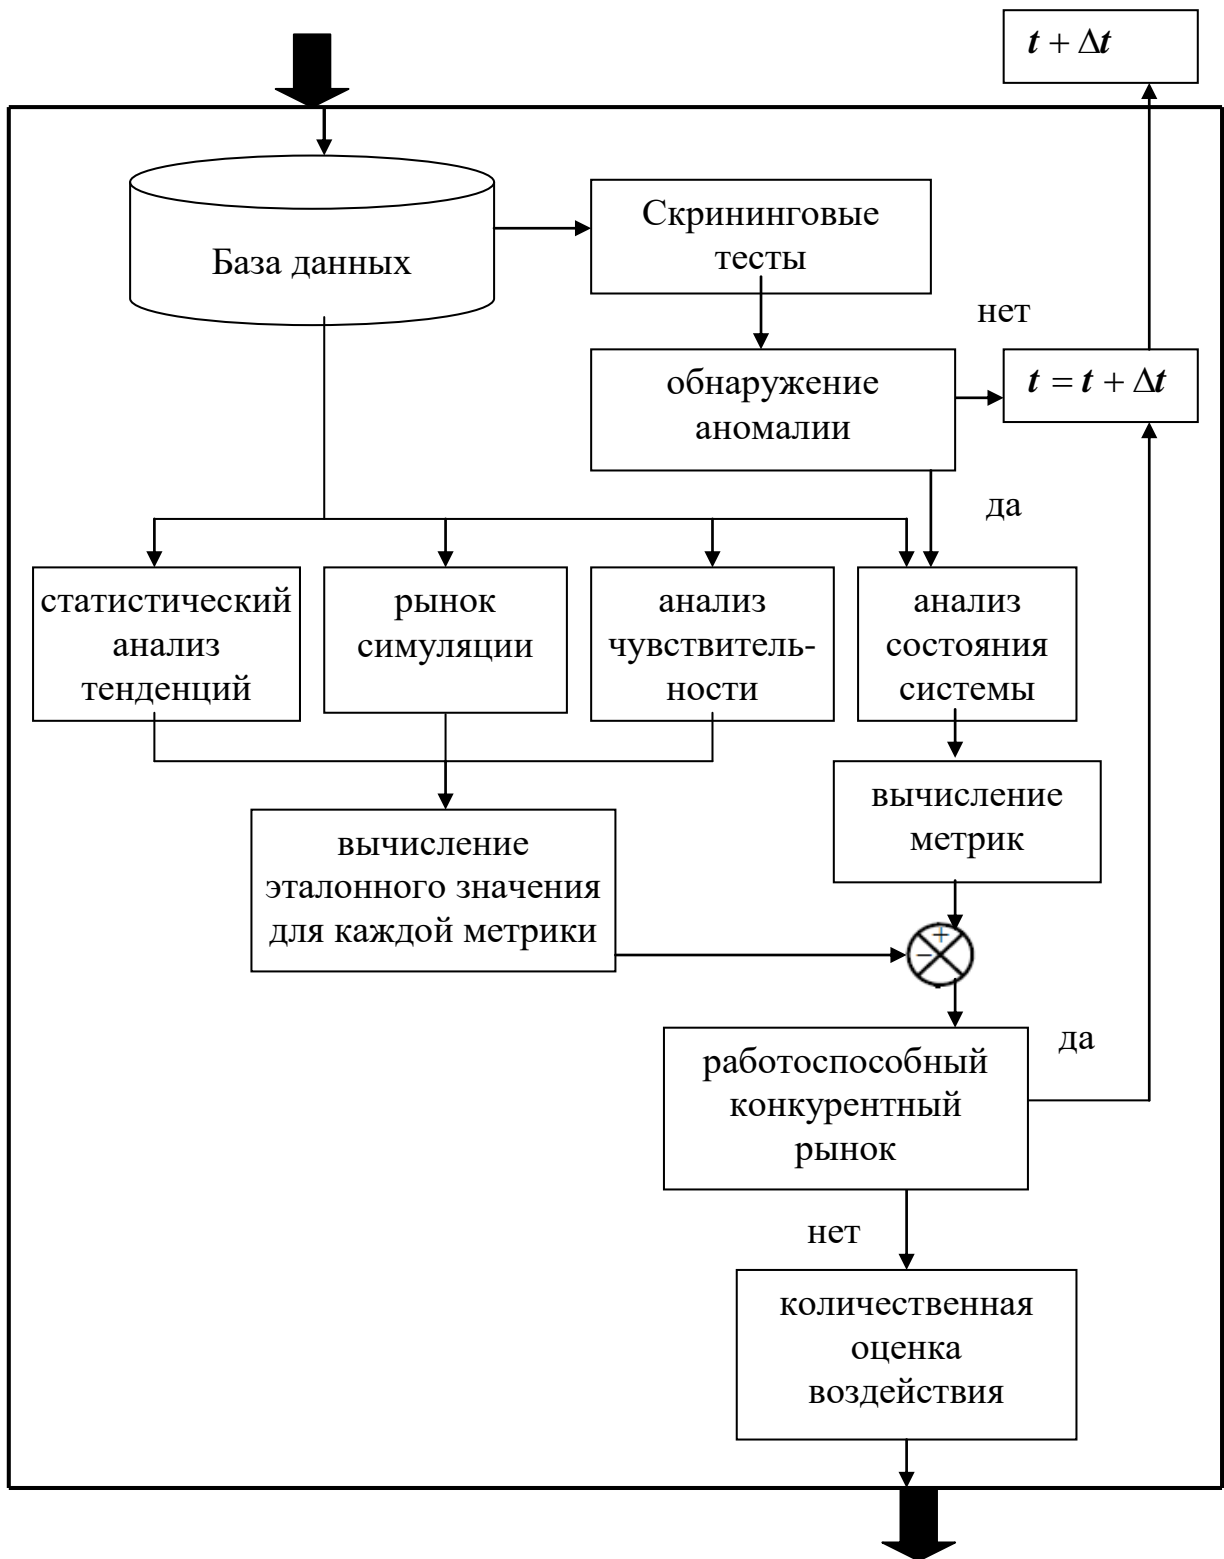 t + Δt
Скрининговые
тесты
База данных
нет
обнаружение
аномалии
t = t + Δt
да
статистический
анализ
тенденций
рынок
симуляции
анализ
чувствитель-
ности
анализ
состояния
системы
вычисление
метрик
вычисление
эталонного значения
для каждой метрики
+
−
работоспособный
конкурентный
рынок
да
нет
количественная
оценка
воздействия